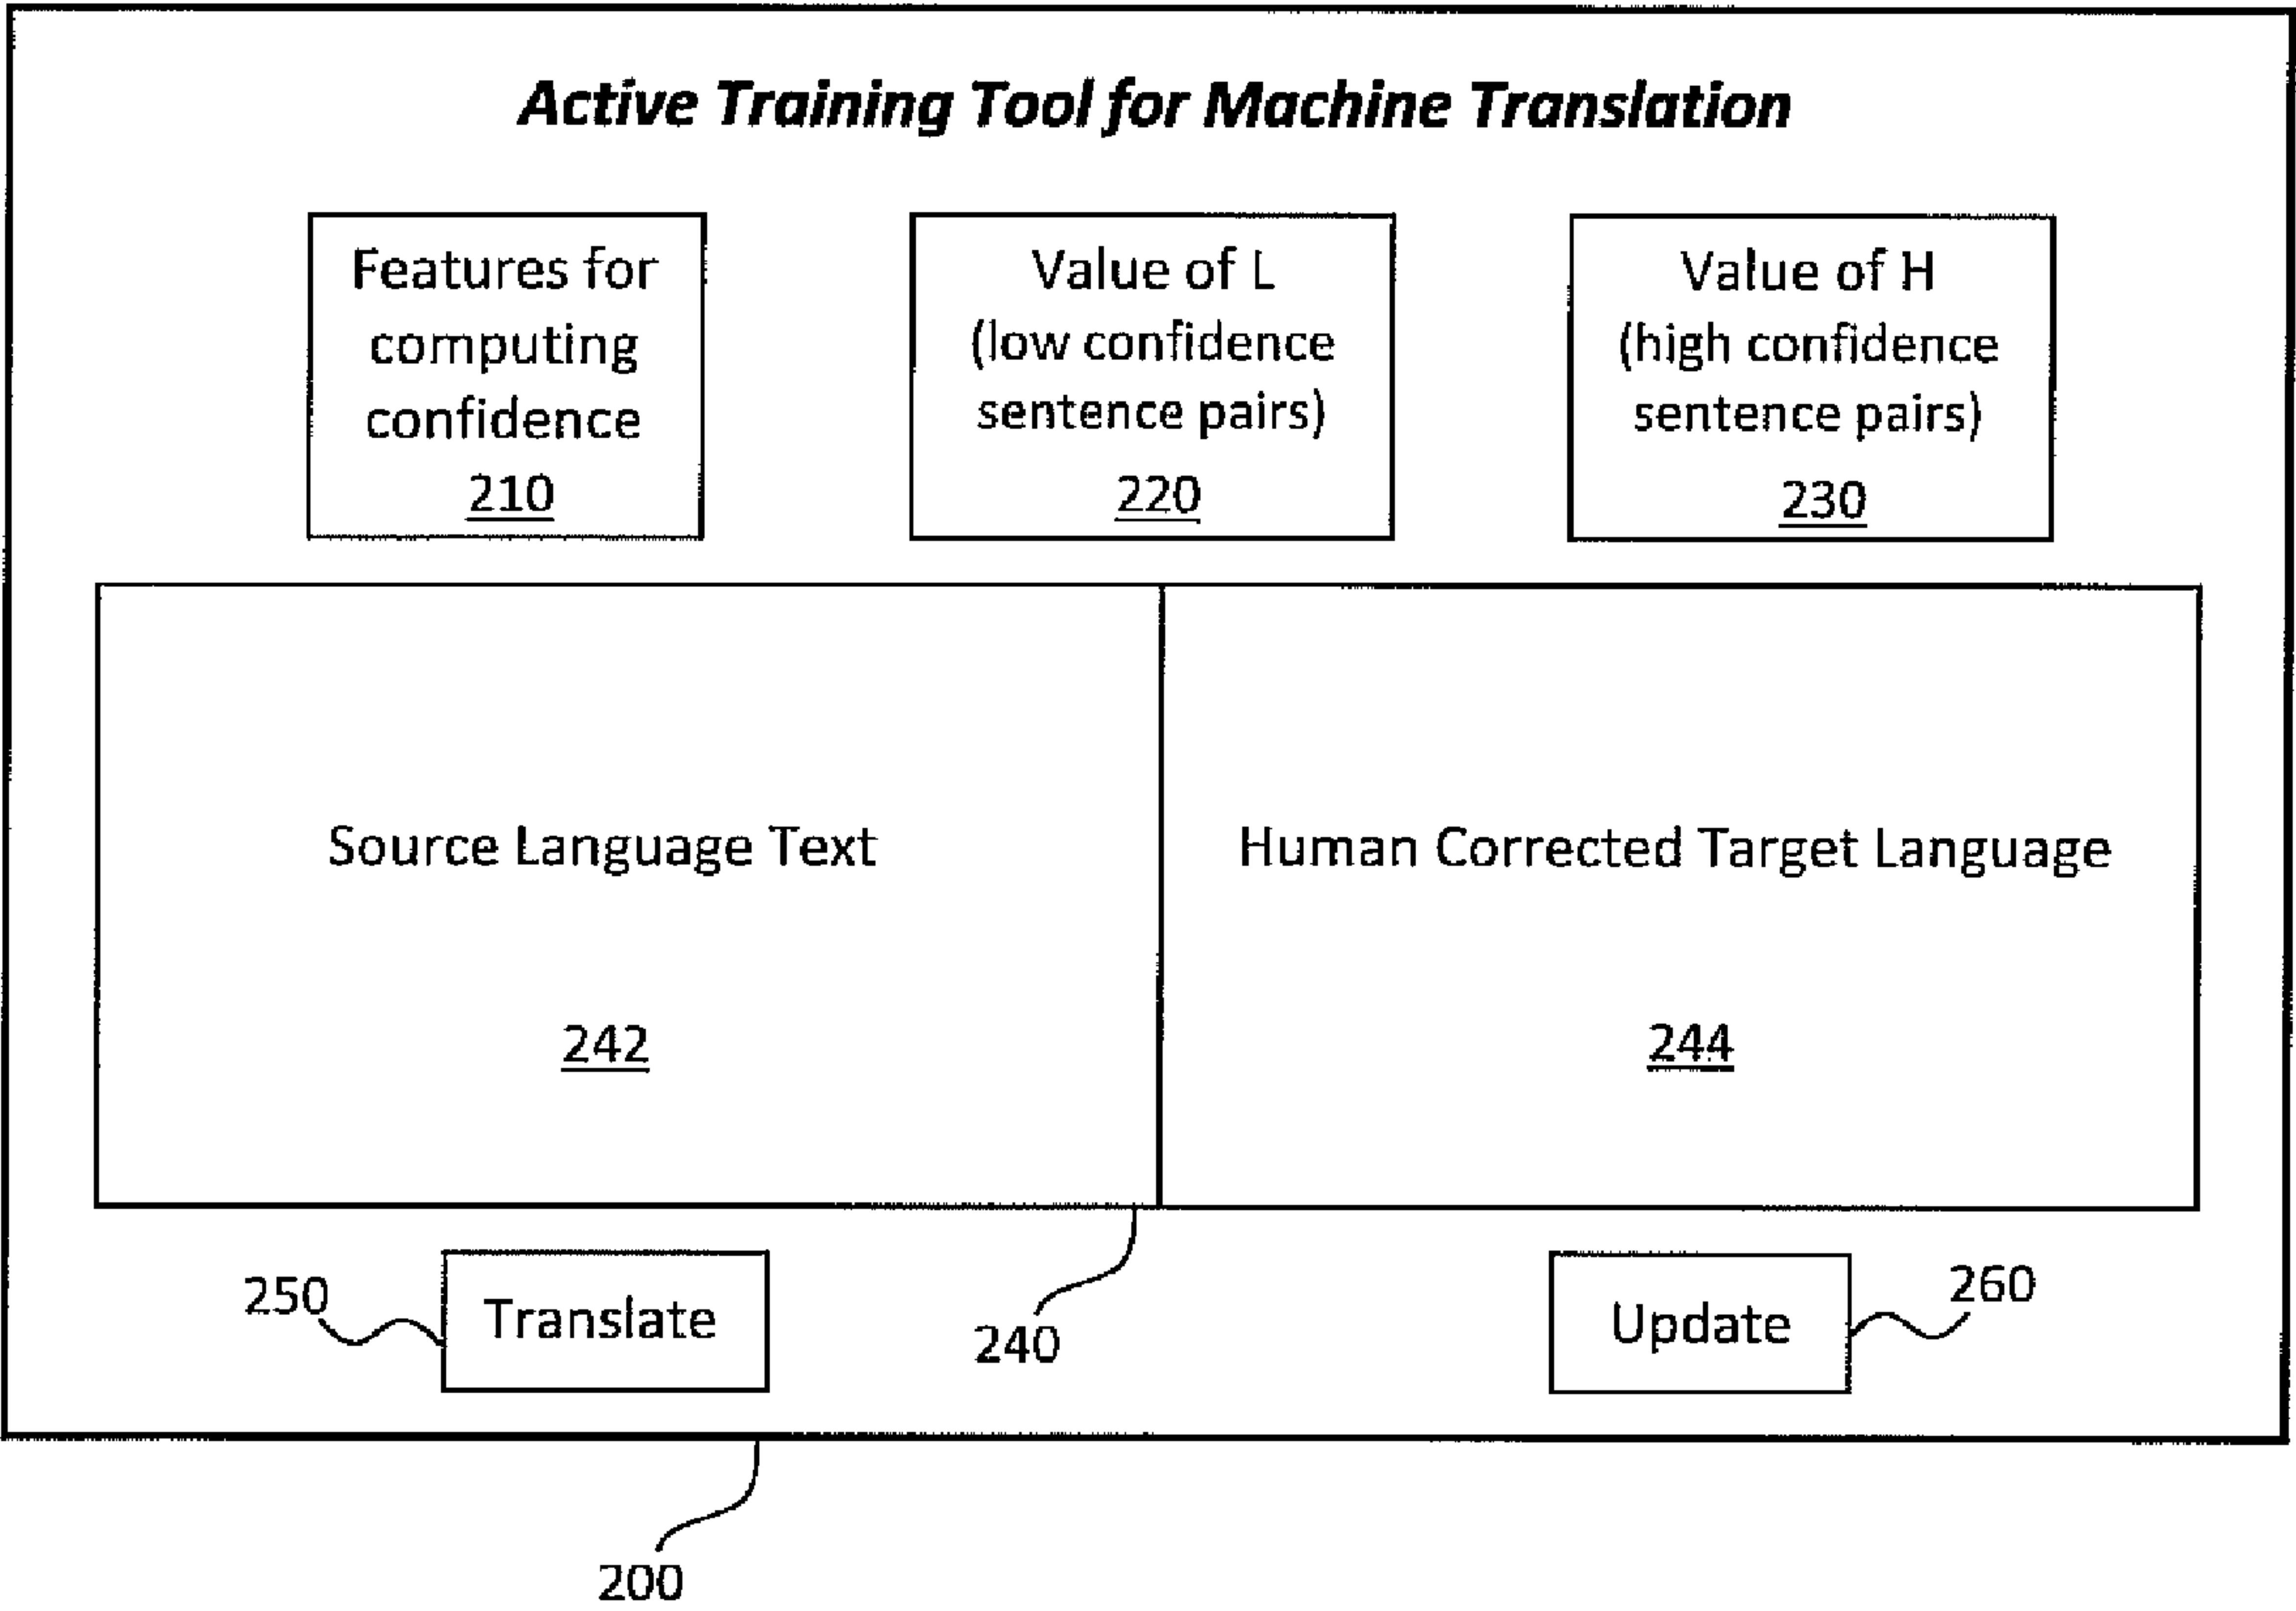 Active Training Tool for Machine Translation
Features for
computing
confidence
210
Value of L
(low confidence
sentence pairs)
220
Value of H
(high confidence
sentence pairs)
230
Source Language Text
242
Human Corrected Target Language
244
250
Translate
240
Update
260
200